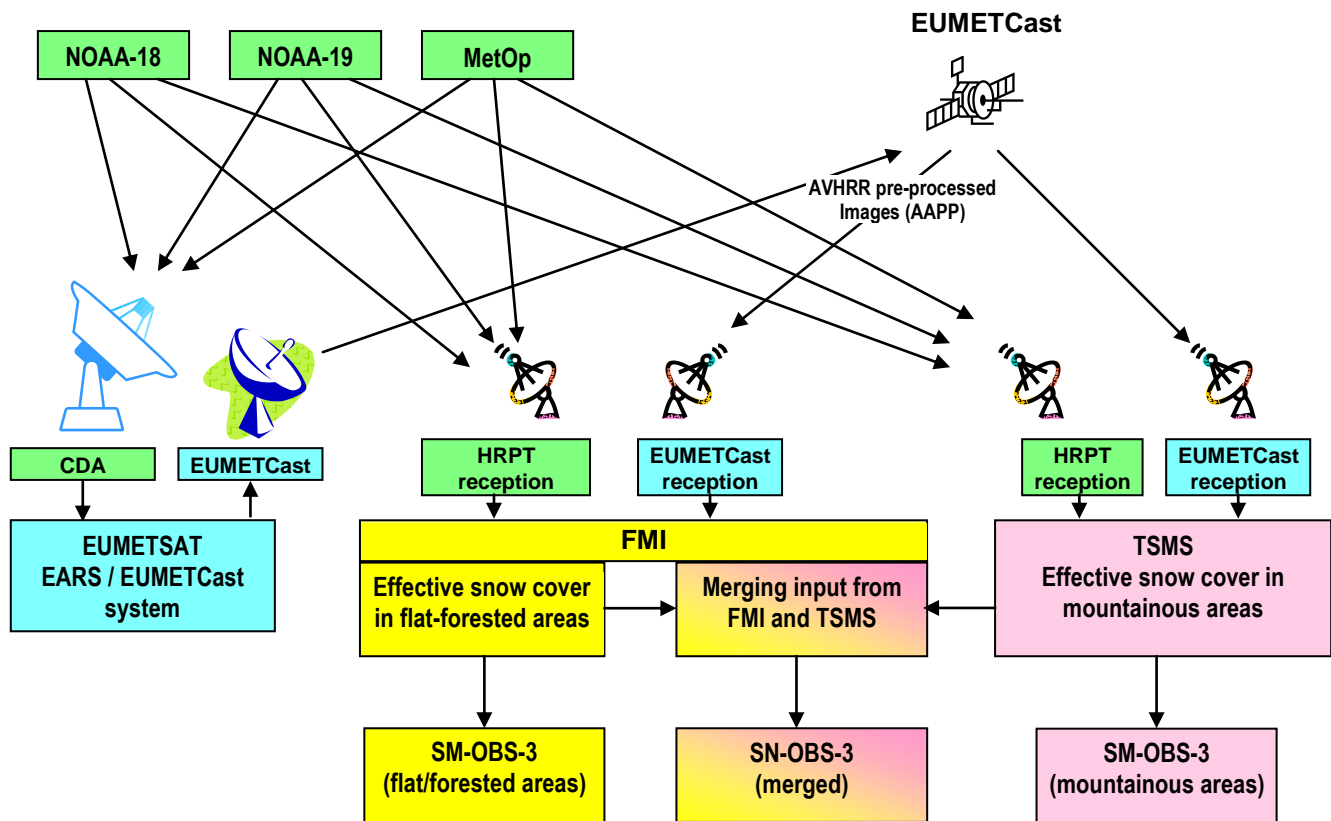 EUMETCast
NOAA-18
NOAA-19
MetOp
AVHRR pre-processed
Images (AAPP)
CDA
EUMETCast
HRPT
reception
EUMETCast
reception
HRPT
reception
EUMETCast
reception
EUMETSAT
EARS / EUMETCast
system
FMI
Effective snow cover
in flat-forested areas
Merging input from
FMI and TSMS
TSMS
Effective snow cover in
mountainous areas
SM-OBS-3
(flat/forested areas)
SN-OBS-3
(merged)
SM-OBS-3
(mountainous areas)